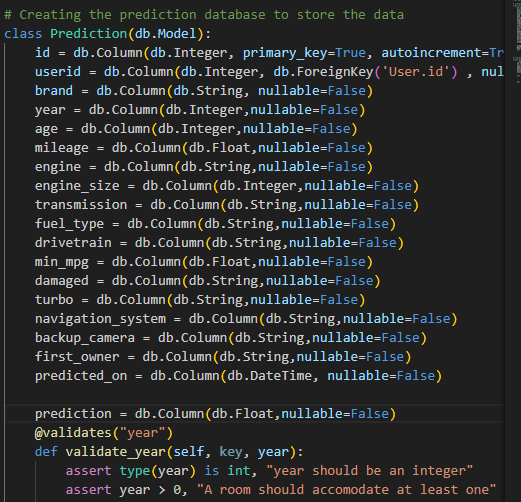 # Creating the prediction database to store the data
class Prediction(db.Model):
    id = db.Column(db.Integer, primary_key=True, autoincrement=Tr
    userid = db.Column(db.Integer, db.ForeignKey('User.id') , nul
    brand = db.Column(db.String, nullable=False)
    year = db.Column(db.Integer,nullable=False)
    age = db.Column(db.Integer,nullable=False)
    mileage = db.Column(db.Float,nullable=False)
    engine = db.Column(db.String,nullable=False)
    engine_size = db.Column(db.Integer,nullable=False)
    transmission = db.Column(db.String,nullable=False)
    fuel_type = db.Column(db.String,nullable=False)
    drivetrain = db.Column(db.String,nullable=False)
    min_mpg = db.Column(db.Float,nullable=False)
    damaged = db.Column(db.String,nullable=False)
    turbo = db.Column(db.String,nullable=False)
    navigation_system = db.Column(db.String,nullable=False)
    backup_camera = db.Column(db.String,nullable=False)
    first_owner = db.Column(db.String,nullable=False)
    predicted_on = db.Column(db.DateTime, nullable=False)
    prediction = db.Column(db.Float,nullable=False)
    @validates("year")
    def validate_year(self, key, year):
        assert type(year) is int, "year should be an integer"
        assert year > 0, "A room should accomodate at least one"